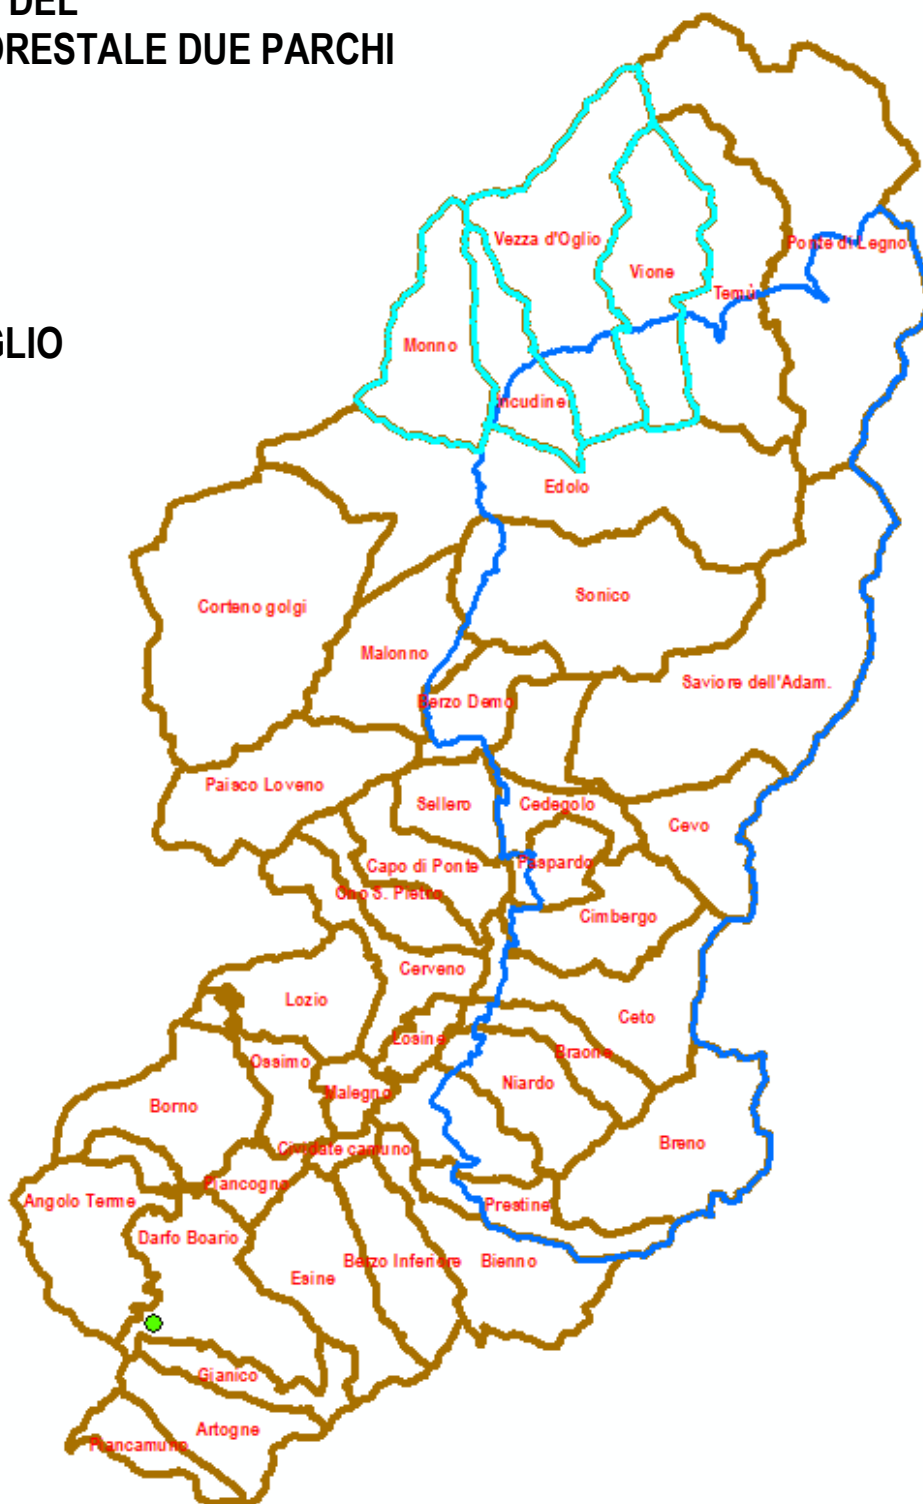 DEL
ORESTALE DUE PARCHI
GLIO
Vezza d'Oglio
Ponte di Legno
Vione
Temù
Monno
Incudine
Edolo
Sonico
Corteno golgi
Malonno
Saviore dell'Adam.
Berzo Demo
Paisco Loveno
Sellero
Cedegolo
Cevo
Capo di Ponte
Paspardo
Ono S. Pietro
Cimbergo
Cerveno
Lozio
Ceto
Losine
Braone
Ossimo
Niardo
Malegno
Borno
Breno
Cividate camuno
Piancogno
Angolo Terme
Prestine
Darfo Boario
Berzo Inferiore
Bienno
Esine
Gianico
Artogne
Piancamuno